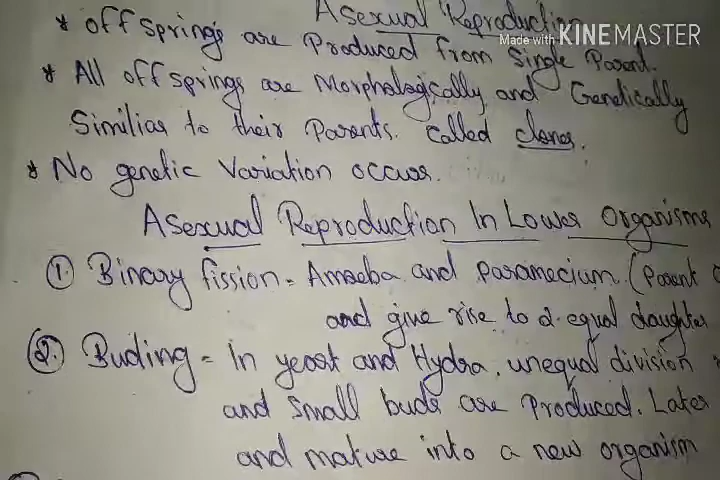 Asexual Reproduction
Made with KINEMASTER
* offsprings are Produced from Single Parent.
* All offsprings are Morphologically and Genetically
Similiar to their Parents. Called clones.
* No genetic Variation occurs.
Asexual Reproduction In Lower Organisms
① Binary fission = Amoeba and paramecium. (Parent
and give rise to 2 equal daughter
②. Buding = In yeast and Hydra, unequal division
and Small buds are Produced. Later
and mature into a new organism